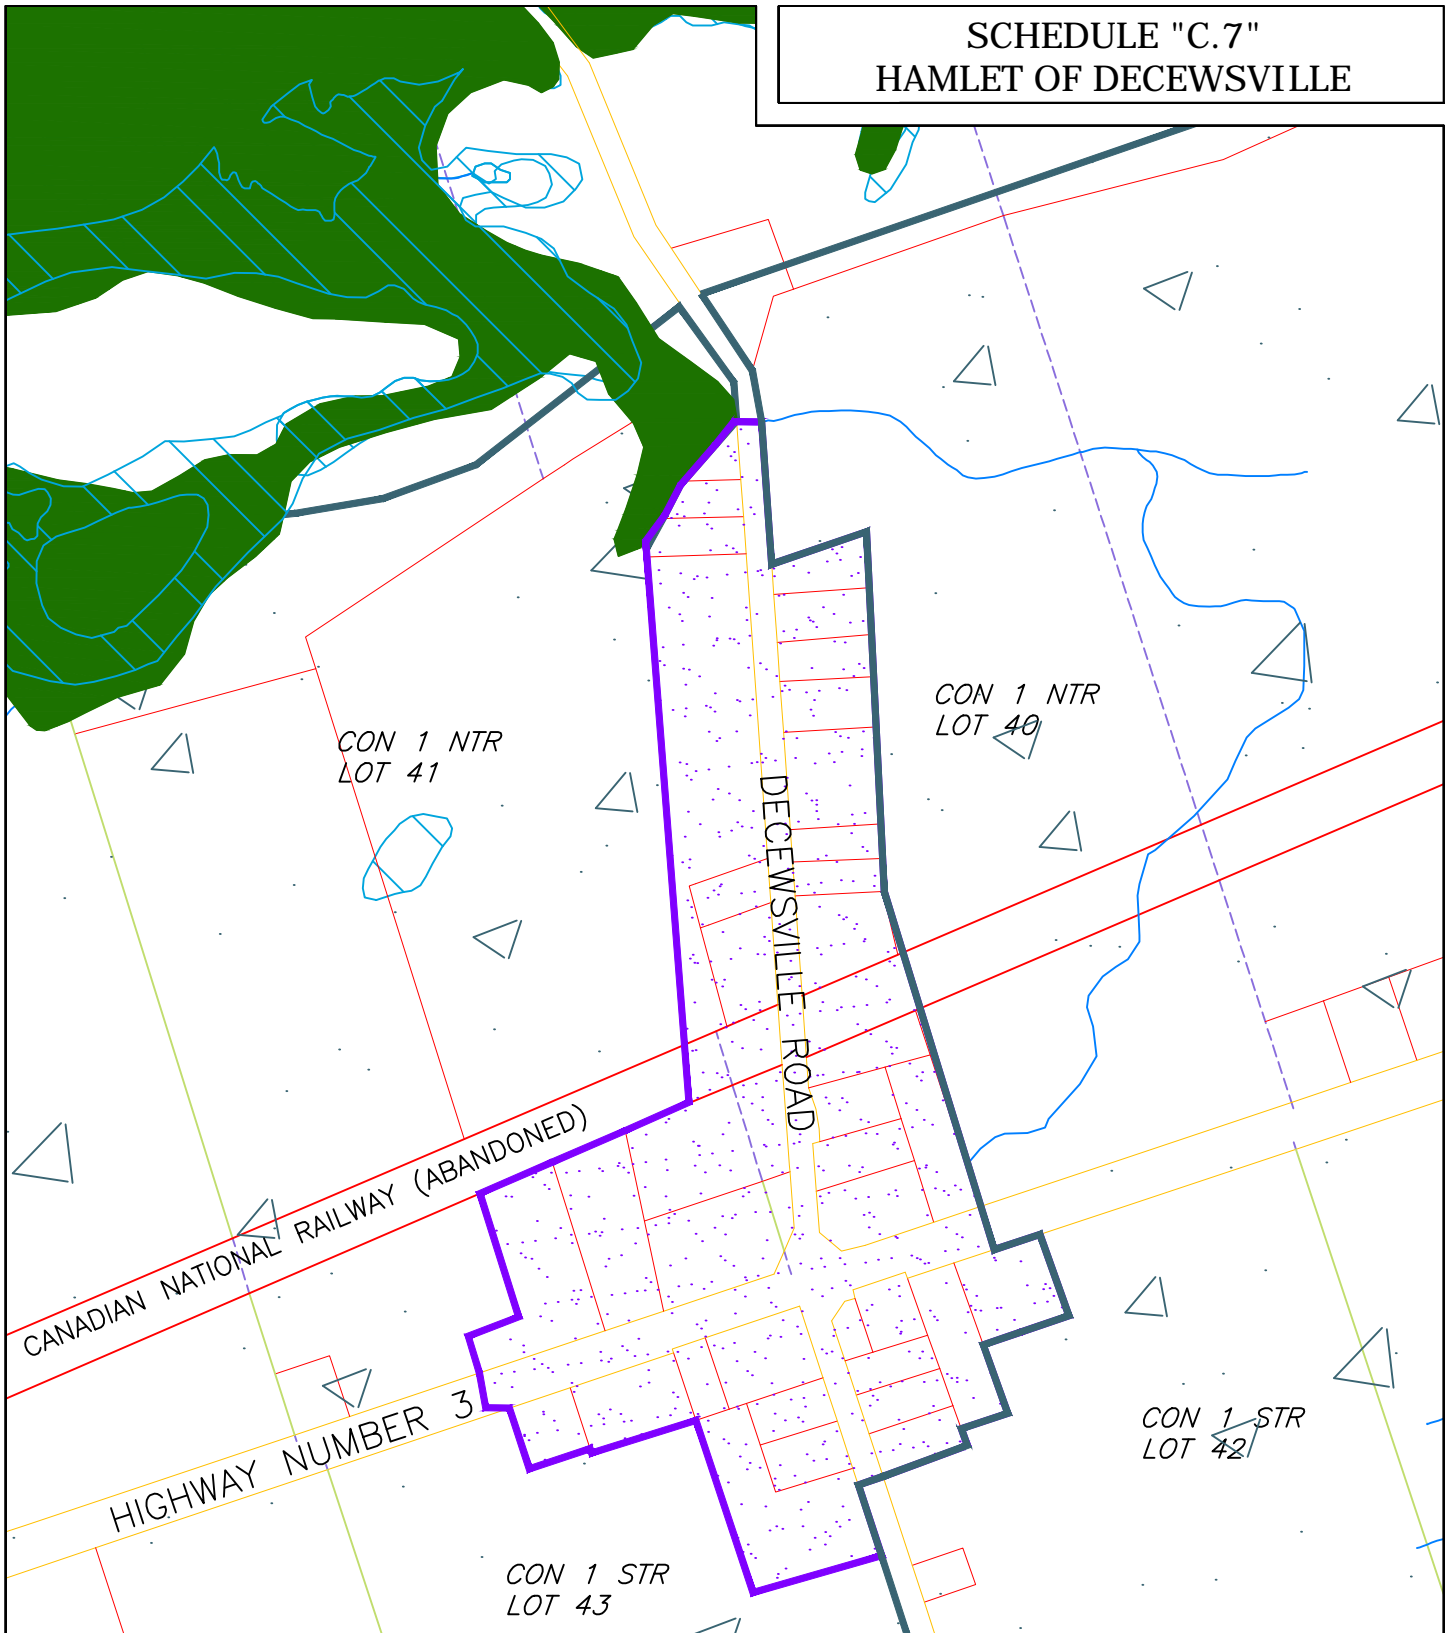 SCHEDULE "C.7"
HAMLET OF DECEWSVILLE
CON 1 NTR
LOT 40
CON 1 NTR
LOT 41
DECEWSVILLE ROAD
CANADIAN NATIONAL RAILWAY (ABANDONED)
HIGHWAY NUMBER 3
CON 1 STR
LOT 42
CON 1 STR
LOT 43